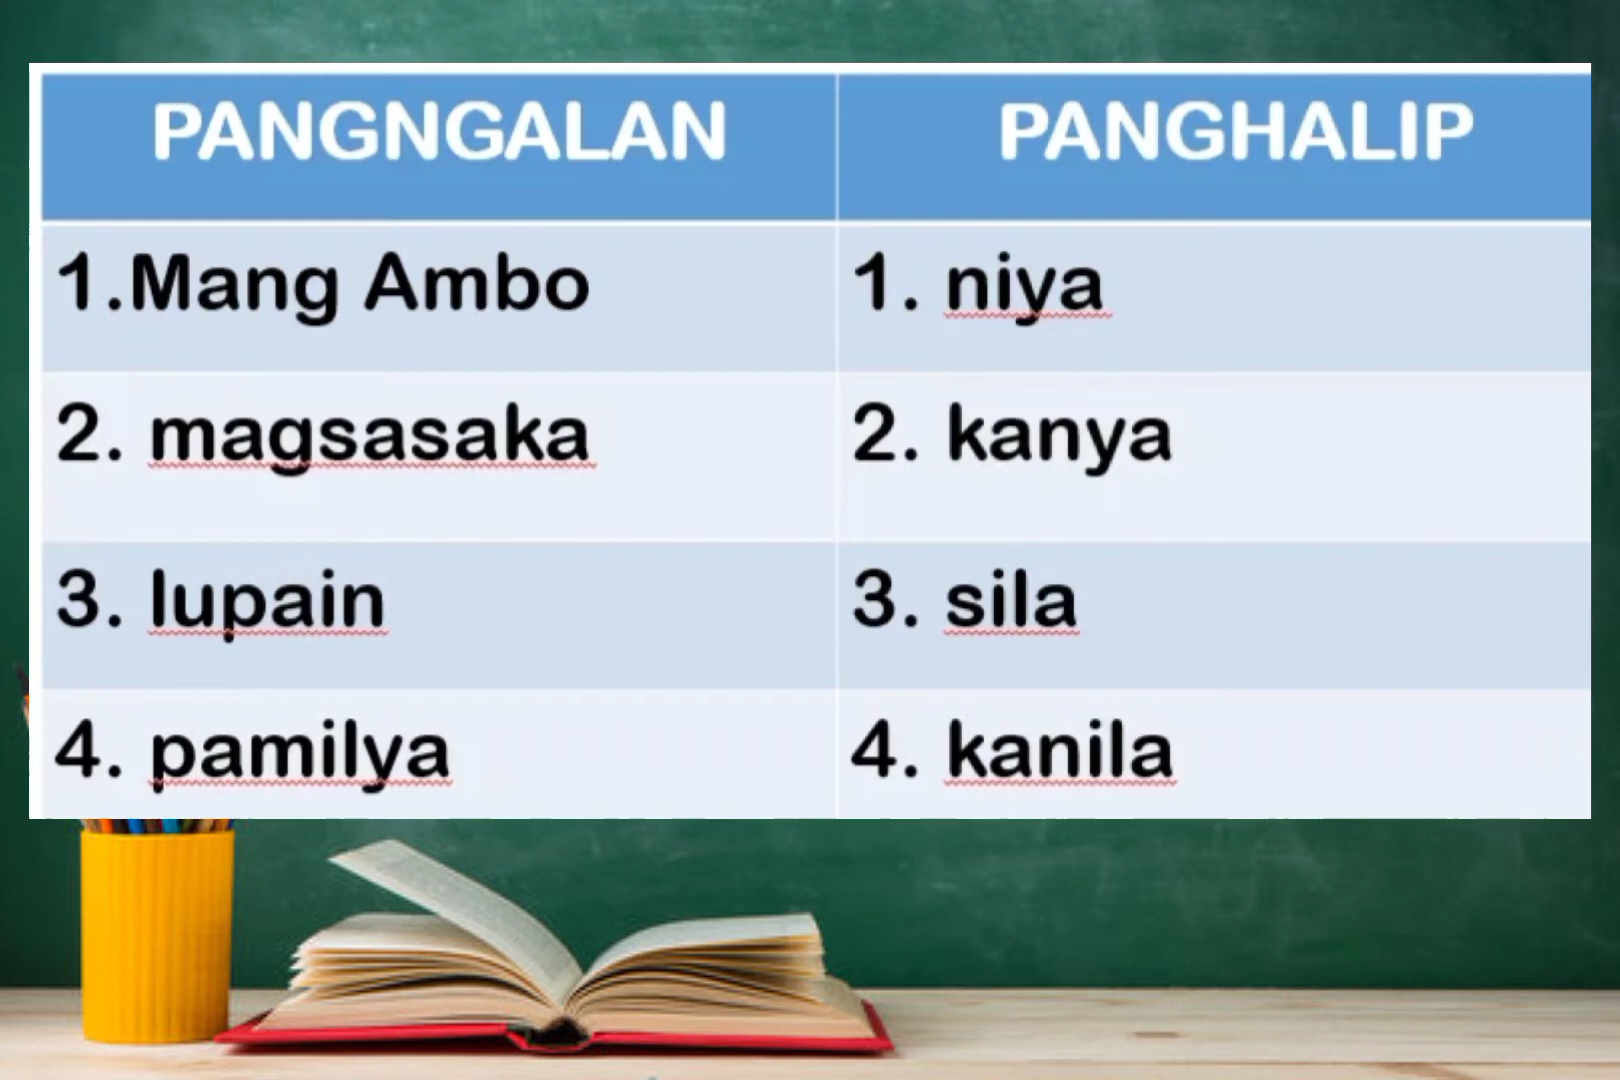 PANGNGALAN PANGHALIP
1.Mang Ambo 1. niya
2. magsasaka 2. kanya
3. lupain 3. sila
4. pamilya 4. kanila